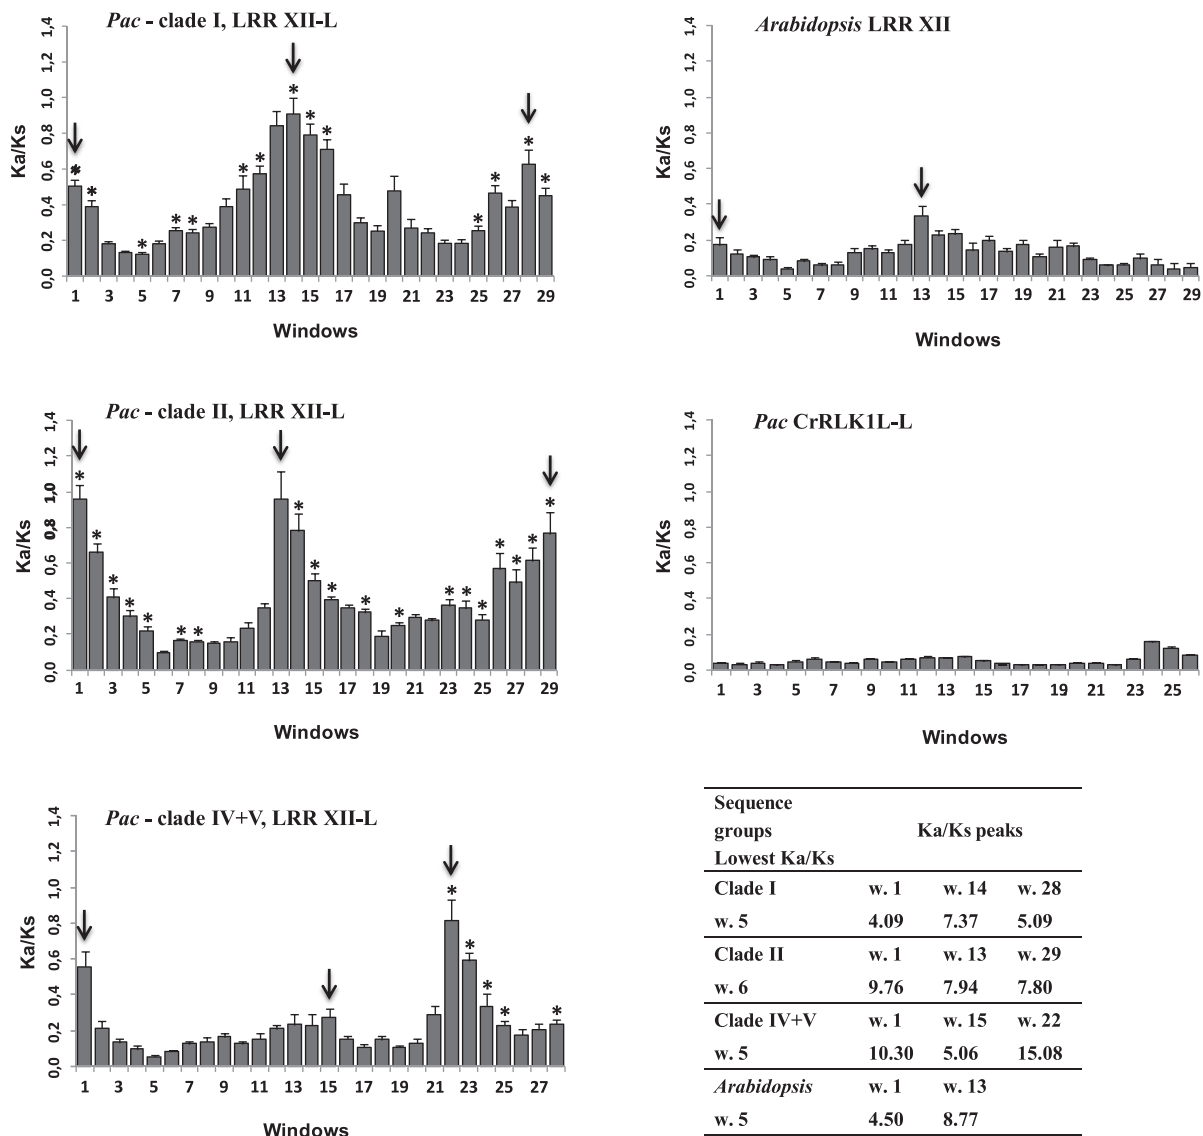 Pac - clade I, LRR XII-L
Ka/Ks
1,4
1,2
1,0
0,8
0,6
0,4
0,2
0,0
* * * * * * * * * * * * * * *
1 3 5 7 9 11 13 15 17 19 21 23 25 27 29
Windows
Arabidopsis LRR XII
Ka/Ks
1,4
1,2
1,0
0,8
0,6
0,4
0,2
0,0
1 3 5 7 9 11 13 15 17 19 21 23 25 27 29
Windows
Pac - clade II, LRR XII-L
Ka/Ks
1,4
1,2
1,0
0,8
0,6
0,4
0,2
0,0
* * * * * * * * * * * * * * * * * * *
1 3 5 7 9 11 13 15 17 19 21 23 25 27 29
Windows
Pac CrRLK1L-L
Ka/Ks
1,4
1,2
1,0
0,8
0,6
0,4
0,2
0,0
1 3 5 7 9 11 13 15 17 19 21 23 25
Windows
Pac - clade IV+V, LRR XII-L
Ka/Ks
1,4
1,2
1,0
0,8
0,6
0,4
0,2
0,0
* * * * *
1 3 5 7 9 11 13 15 17 19 21 23 25 27
Windows
Sequence
groups Ka/Ks peaks
Lowest Ka/Ks
Clade I w. 1 w. 14 w. 28
w. 5 4.09 7.37 5.09
Clade II w. 1 w. 13 w. 29
w. 6 9.76 7.94 7.80
Clade IV+V w. 1 w. 15 w. 22
w. 5 10.30 5.06 15.08
Arabidopsis w. 1 w. 13
w. 5 4.50 8.77